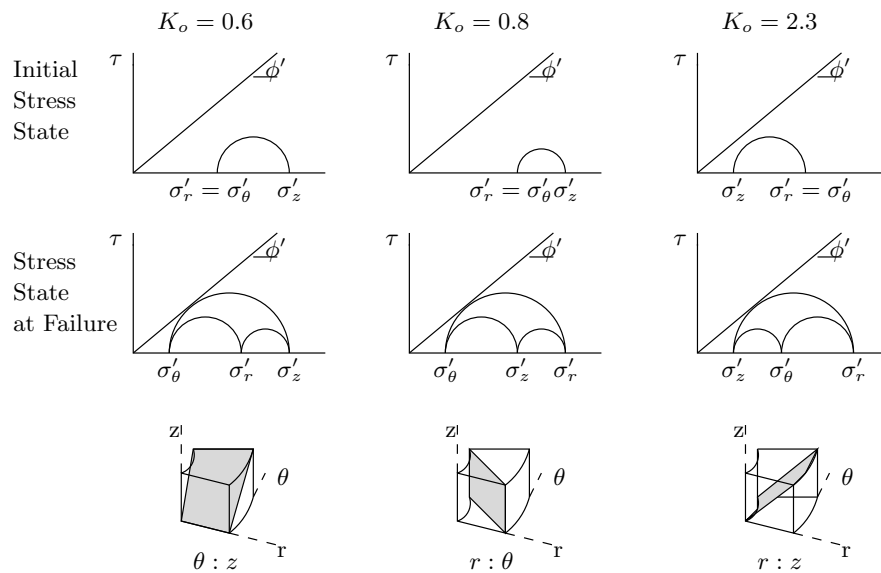 K_o = 0.6 K_o = 0.8 K_o = 2.3
Initial
Stress
State
τ ϕ′ τ ϕ′ τ ϕ′
σ′_r = σ′_θ σ′_z σ′_r = σ′_θ σ′_z σ′_z σ′_r = σ′_θ
Stress
State
at Failure
τ ϕ′ τ ϕ′ τ ϕ′
σ′_θ σ′_r σ′_z σ′_θ σ′_z σ′_r σ′_z σ′_θ σ′_r
z z z
θ θ θ
r r r
θ : z r : θ r : z